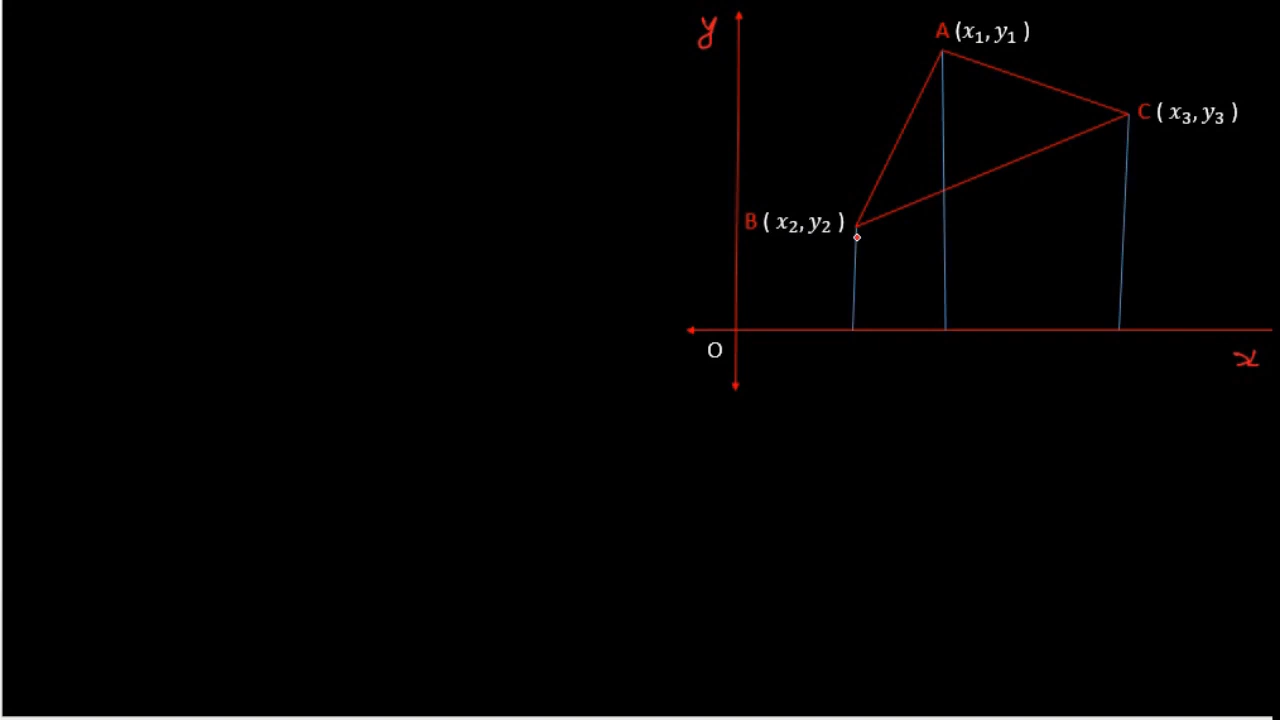 y
A (x₁, y₁ )
C ( x₃, y₃ )
B ( x₂, y₂ )
O
x